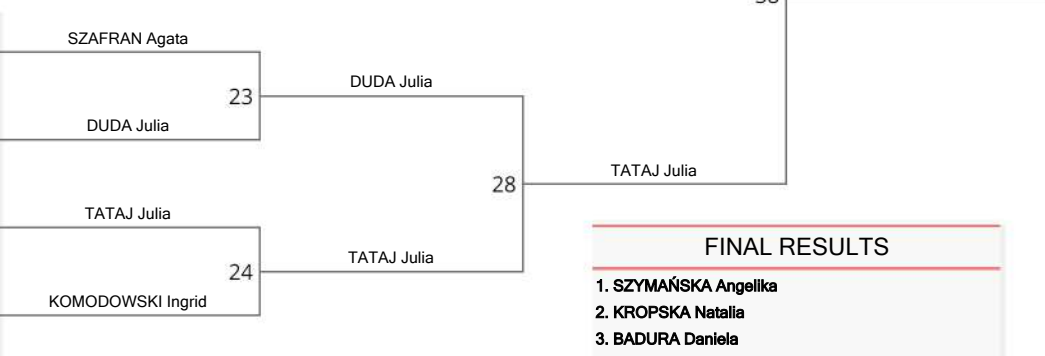 SZAFRAN Agata
23
DUDA Julia
DUDA Julia
28
TATAJ Julia
TATAJ Julia
24
TATAJ Julia
KOMODOWSKI Ingrid
FINAL RESULTS
1. SZYMAŃSKA Angelika
2. KROPSKA Natalia
3. BADURA Daniela